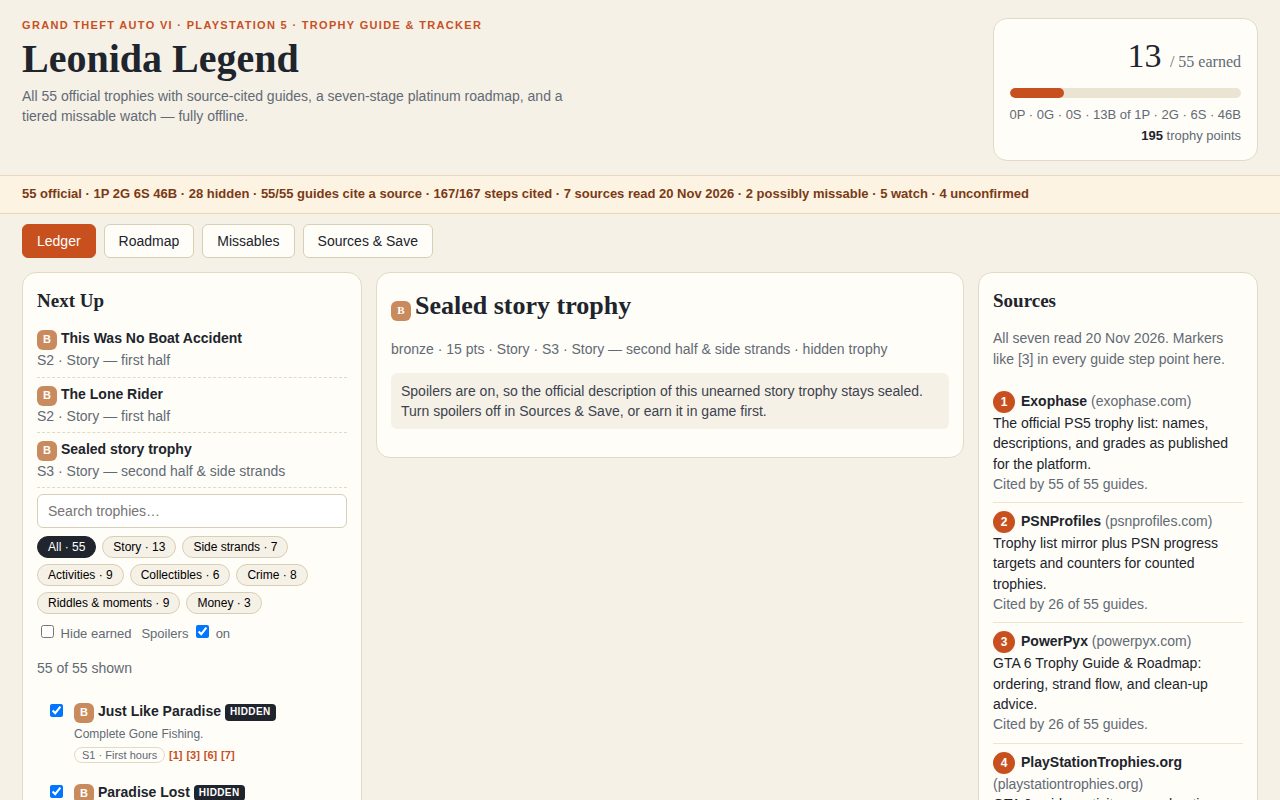 GRAND THEFT AUTO VI · PLAYSTATION 5 · TROPHY GUIDE & TRACKER
Leonida Legend
All 55 official trophies with source-cited guides, a seven-stage platinum roadmap, and a
tiered missable watch — fully offline.
13 / 55 earned
0P · 0G · 0S · 13B of 1P · 2G · 6S · 46B
195 trophy points
55 official · 1P 2G 6S 46B · 28 hidden · 55/55 guides cite a source · 167/167 steps cited · 7 sources read 20 Nov 2026 · 2 possibly missable · 5 watch · 4 unconfirmed
Ledger
Roadmap
Missables
Sources & Save
Next Up
B This Was No Boat Accident
S2 · Story — first half
B The Lone Rider
S2 · Story — first half
B Sealed story trophy
S3 · Story — second half & side strands
Search trophies…
All · 55
Story · 13
Side strands · 7
Activities · 9
Collectibles · 6
Crime · 8
Riddles & moments · 9
Money · 3
Hide earned
Spoilers
on
55 of 55 shown
B Just Like Paradise HIDDEN
Complete Gone Fishing.
S1 · First hours [1] [3] [6] [7]
B Paradise Lost HIDDEN
B Sealed story trophy
bronze · 15 pts · Story · S3 · Story — second half & side strands · hidden trophy
Spoilers are on, so the official description of this unearned story trophy stays sealed.
Turn spoilers off in Sources & Save, or earn it in game first.
Sources
All seven read 20 Nov 2026. Markers
like [3] in every guide step point here.
1 Exophase (exophase.com)
The official PS5 trophy list: names,
descriptions, and grades as published
for the platform.
Cited by 55 of 55 guides.
2 PSNProfiles (psnprofiles.com)
Trophy list mirror plus PSN progress
targets and counters for counted
trophies.
Cited by 26 of 55 guides.
3 PowerPyx (powerpyx.com)
GTA 6 Trophy Guide & Roadmap:
ordering, strand flow, and clean-up
advice.
Cited by 26 of 55 guides.
4 PlayStationTrophies.org
(playstationtrophies.org)